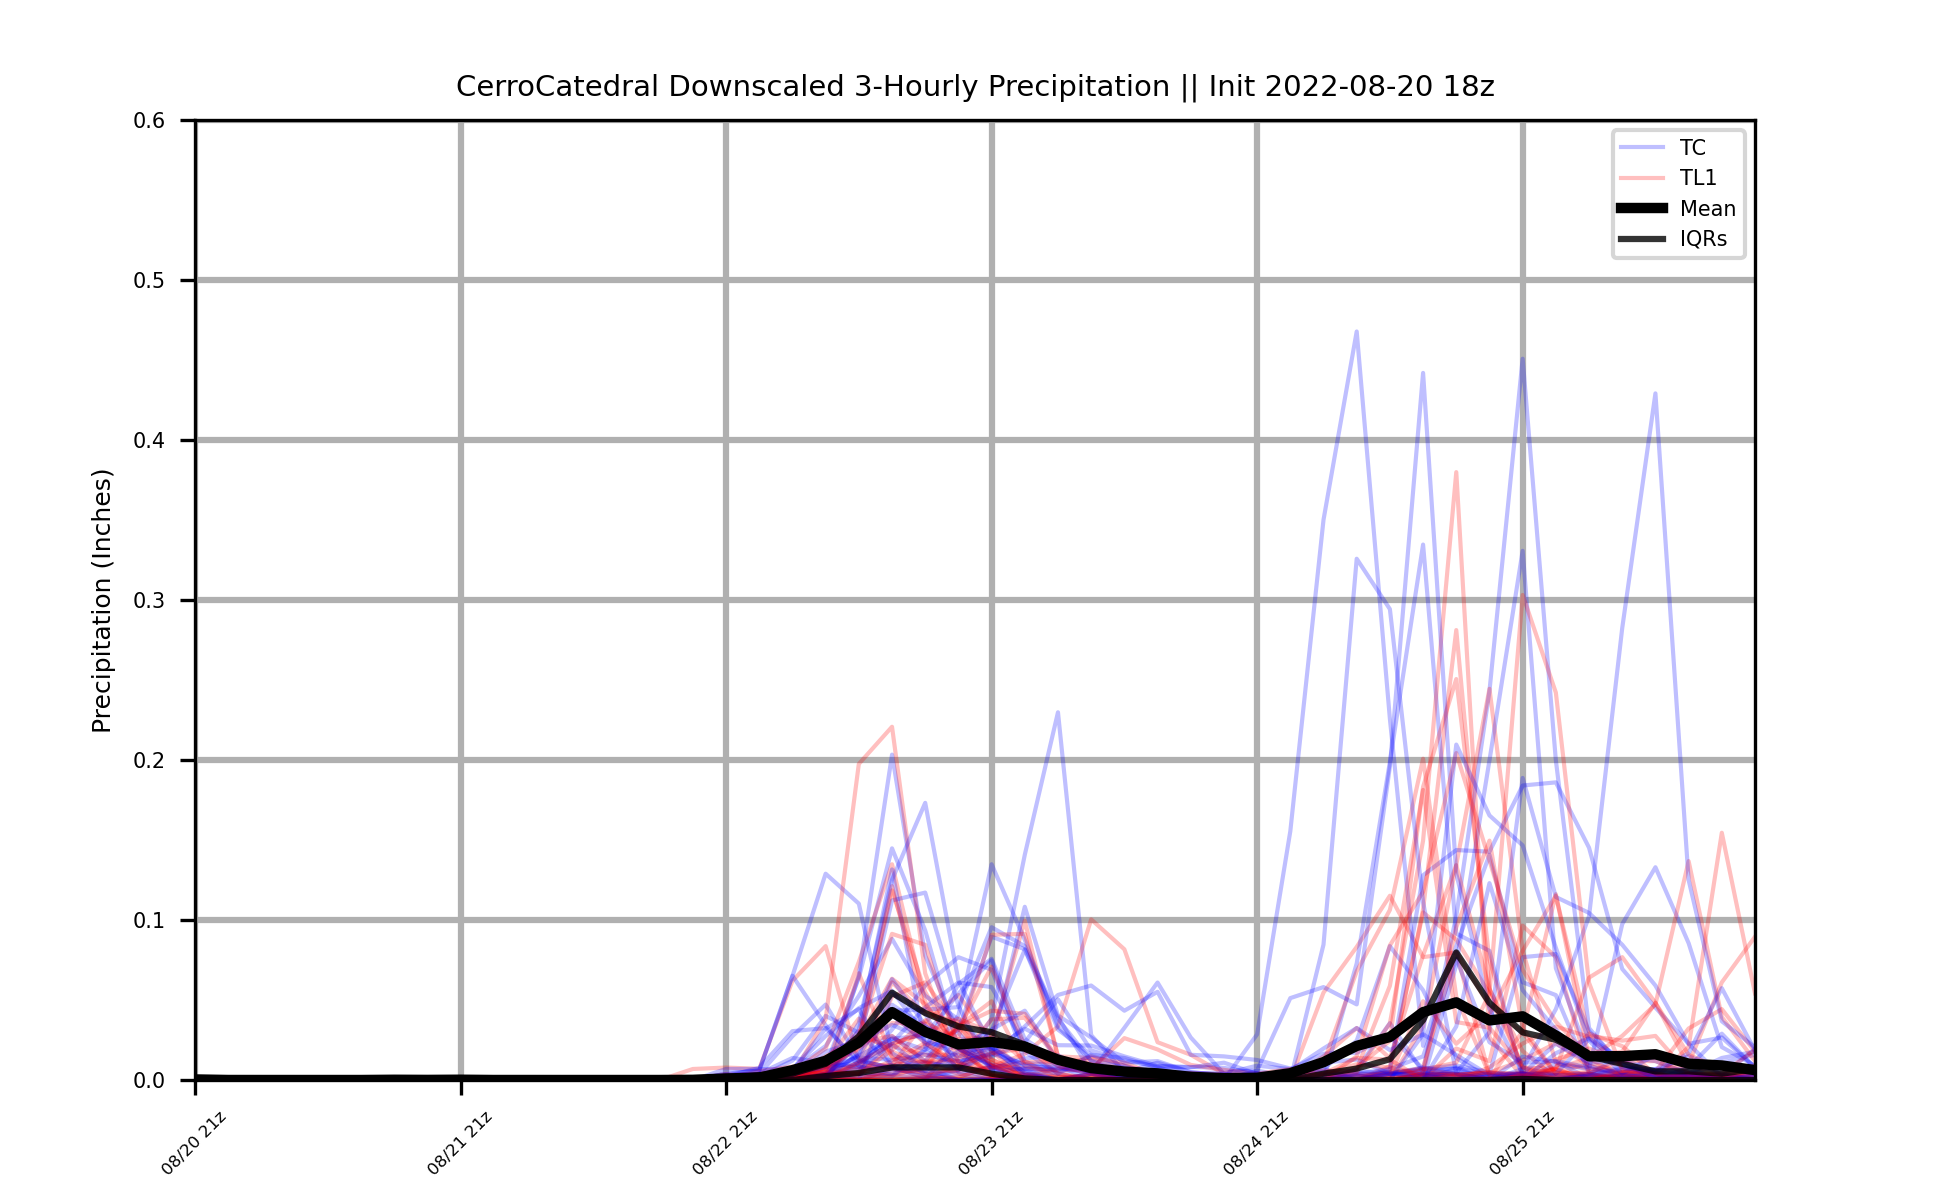 CerroCatedral Downscaled 3-Hourly Precipitation || Init 2022-08-20 18z
TC
TL1
Mean
IQRs
Precipitation (Inches)
0.6
0.5
0.4
0.3
0.2
0.1
0.0
08/20 21z
08/21 21z
08/22 21z
08/23 21z
08/24 21z
08/25 21z